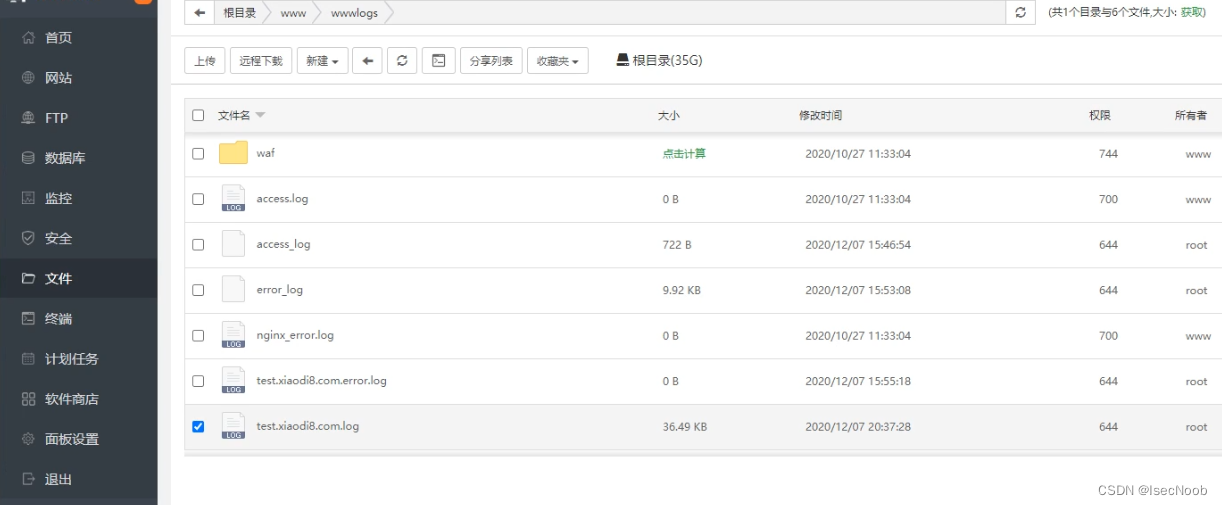 根目录 www wwwlogs (共1个目录与6个文件,大小: 获取)
首页
网站
FTP
数据库
监控
安全
文件
终端
计划任务
软件商店
面板设置
退出
上传 远程下载 新建 分享列表 收藏夹 根目录(35G)
文件名 大小 修改时间 权限 所有者
waf 点击计算 2020/10/27 11:33:04 744 www
LOG access.log 0 B 2020/10/27 11:33:04 700 www
access_log 722 B 2020/12/07 15:46:54 644 root
error_log 9.92 KB 2020/12/07 15:53:08 644 root
LOG nginx_error.log 0 B 2020/10/27 11:33:04 700 www
LOG test.xiaodi8.com.error.log 0 B 2020/12/07 15:55:18 644 root
LOG test.xiaodi8.com.log 36.49 KB 2020/12/07 20:37:28 644 root
CSDN @IsecNoob